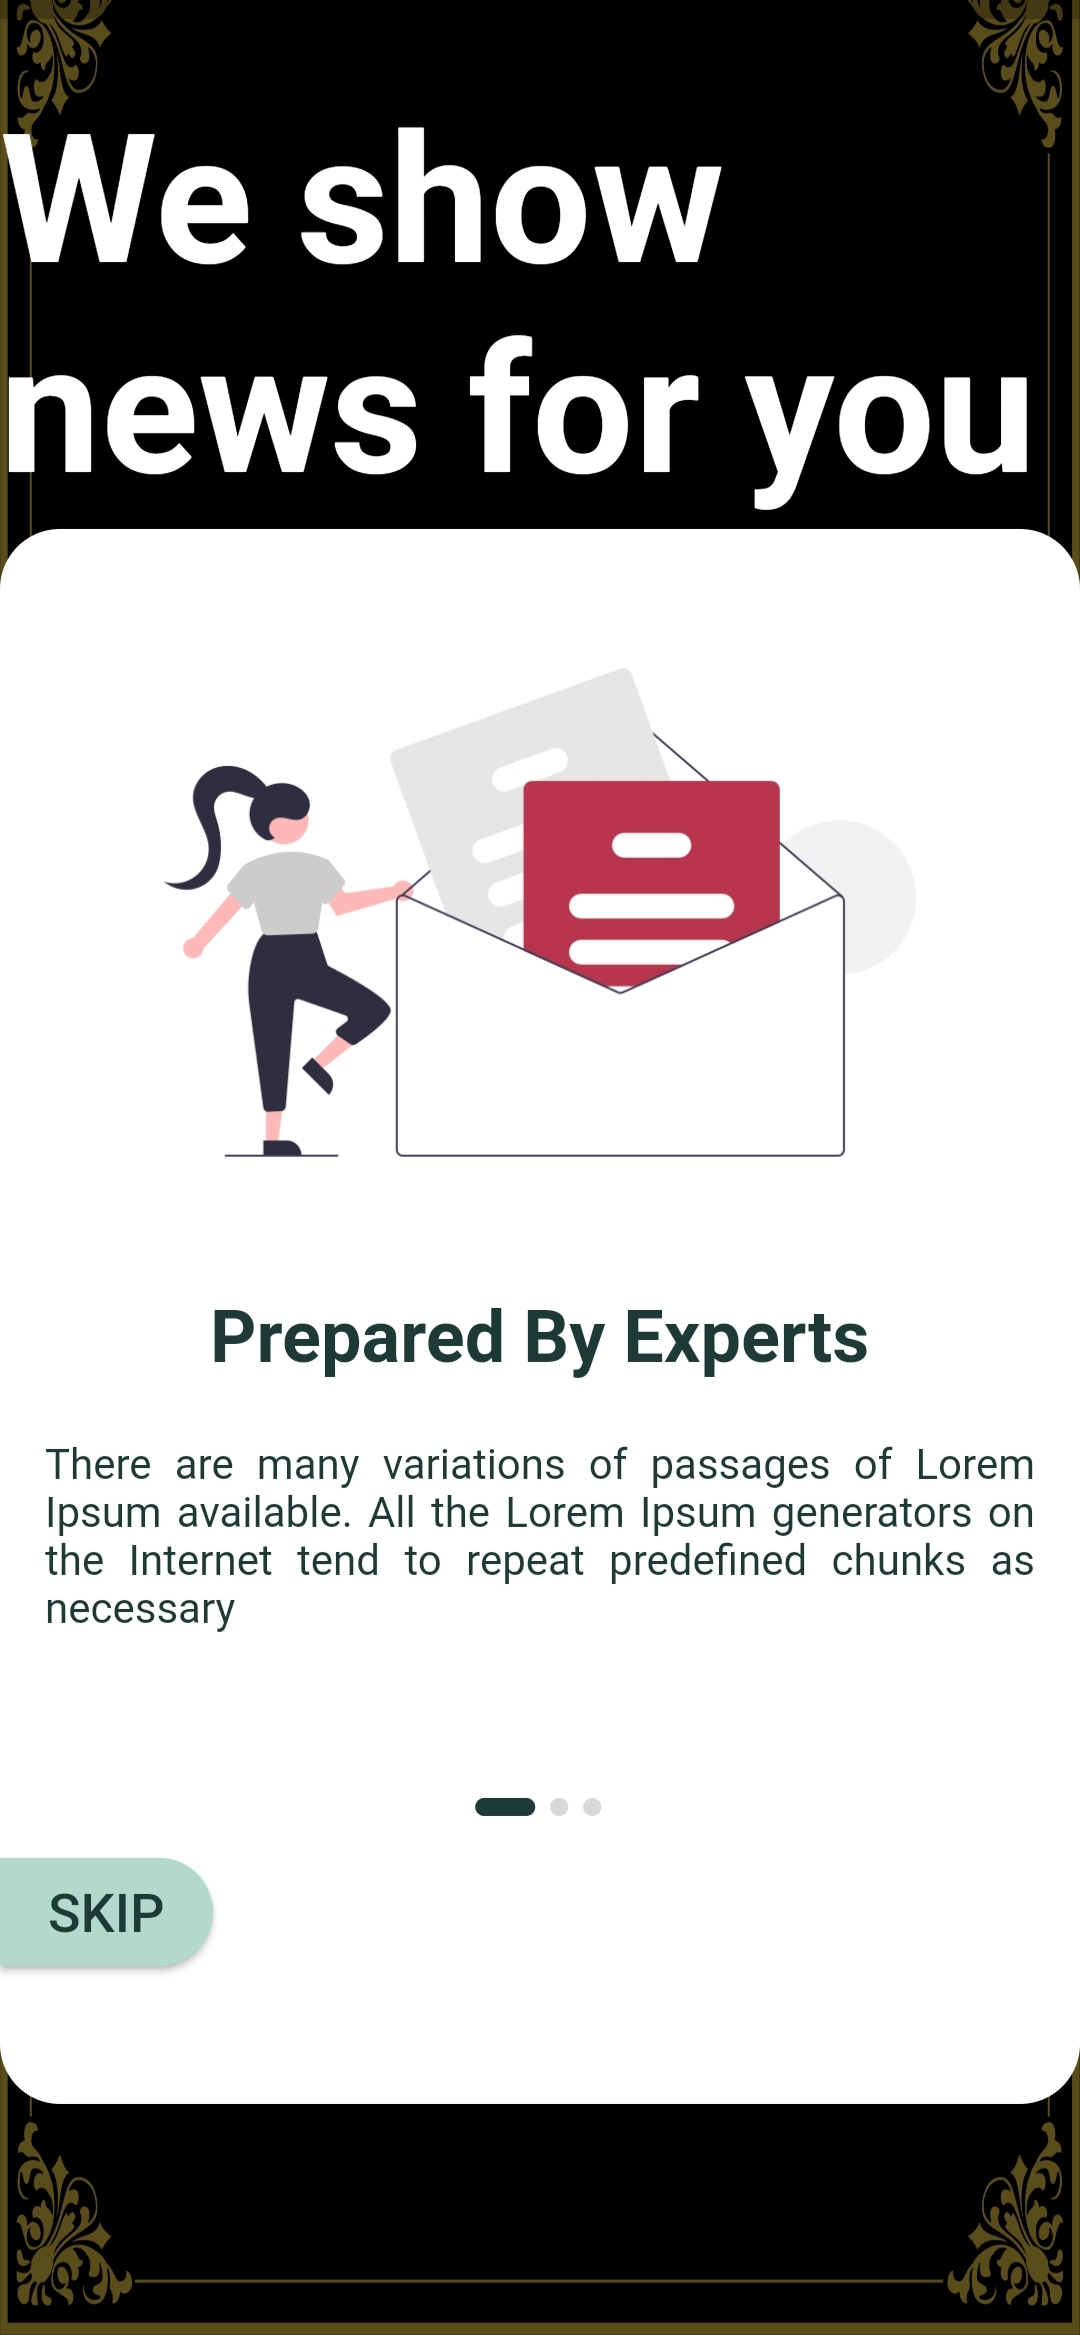 We show
news for you
Prepared By Experts
There are many variations of passages of Lorem
Ipsum available. All the Lorem Ipsum generators on
the Internet tend to repeat predefined chunks as
necessary
SKIP